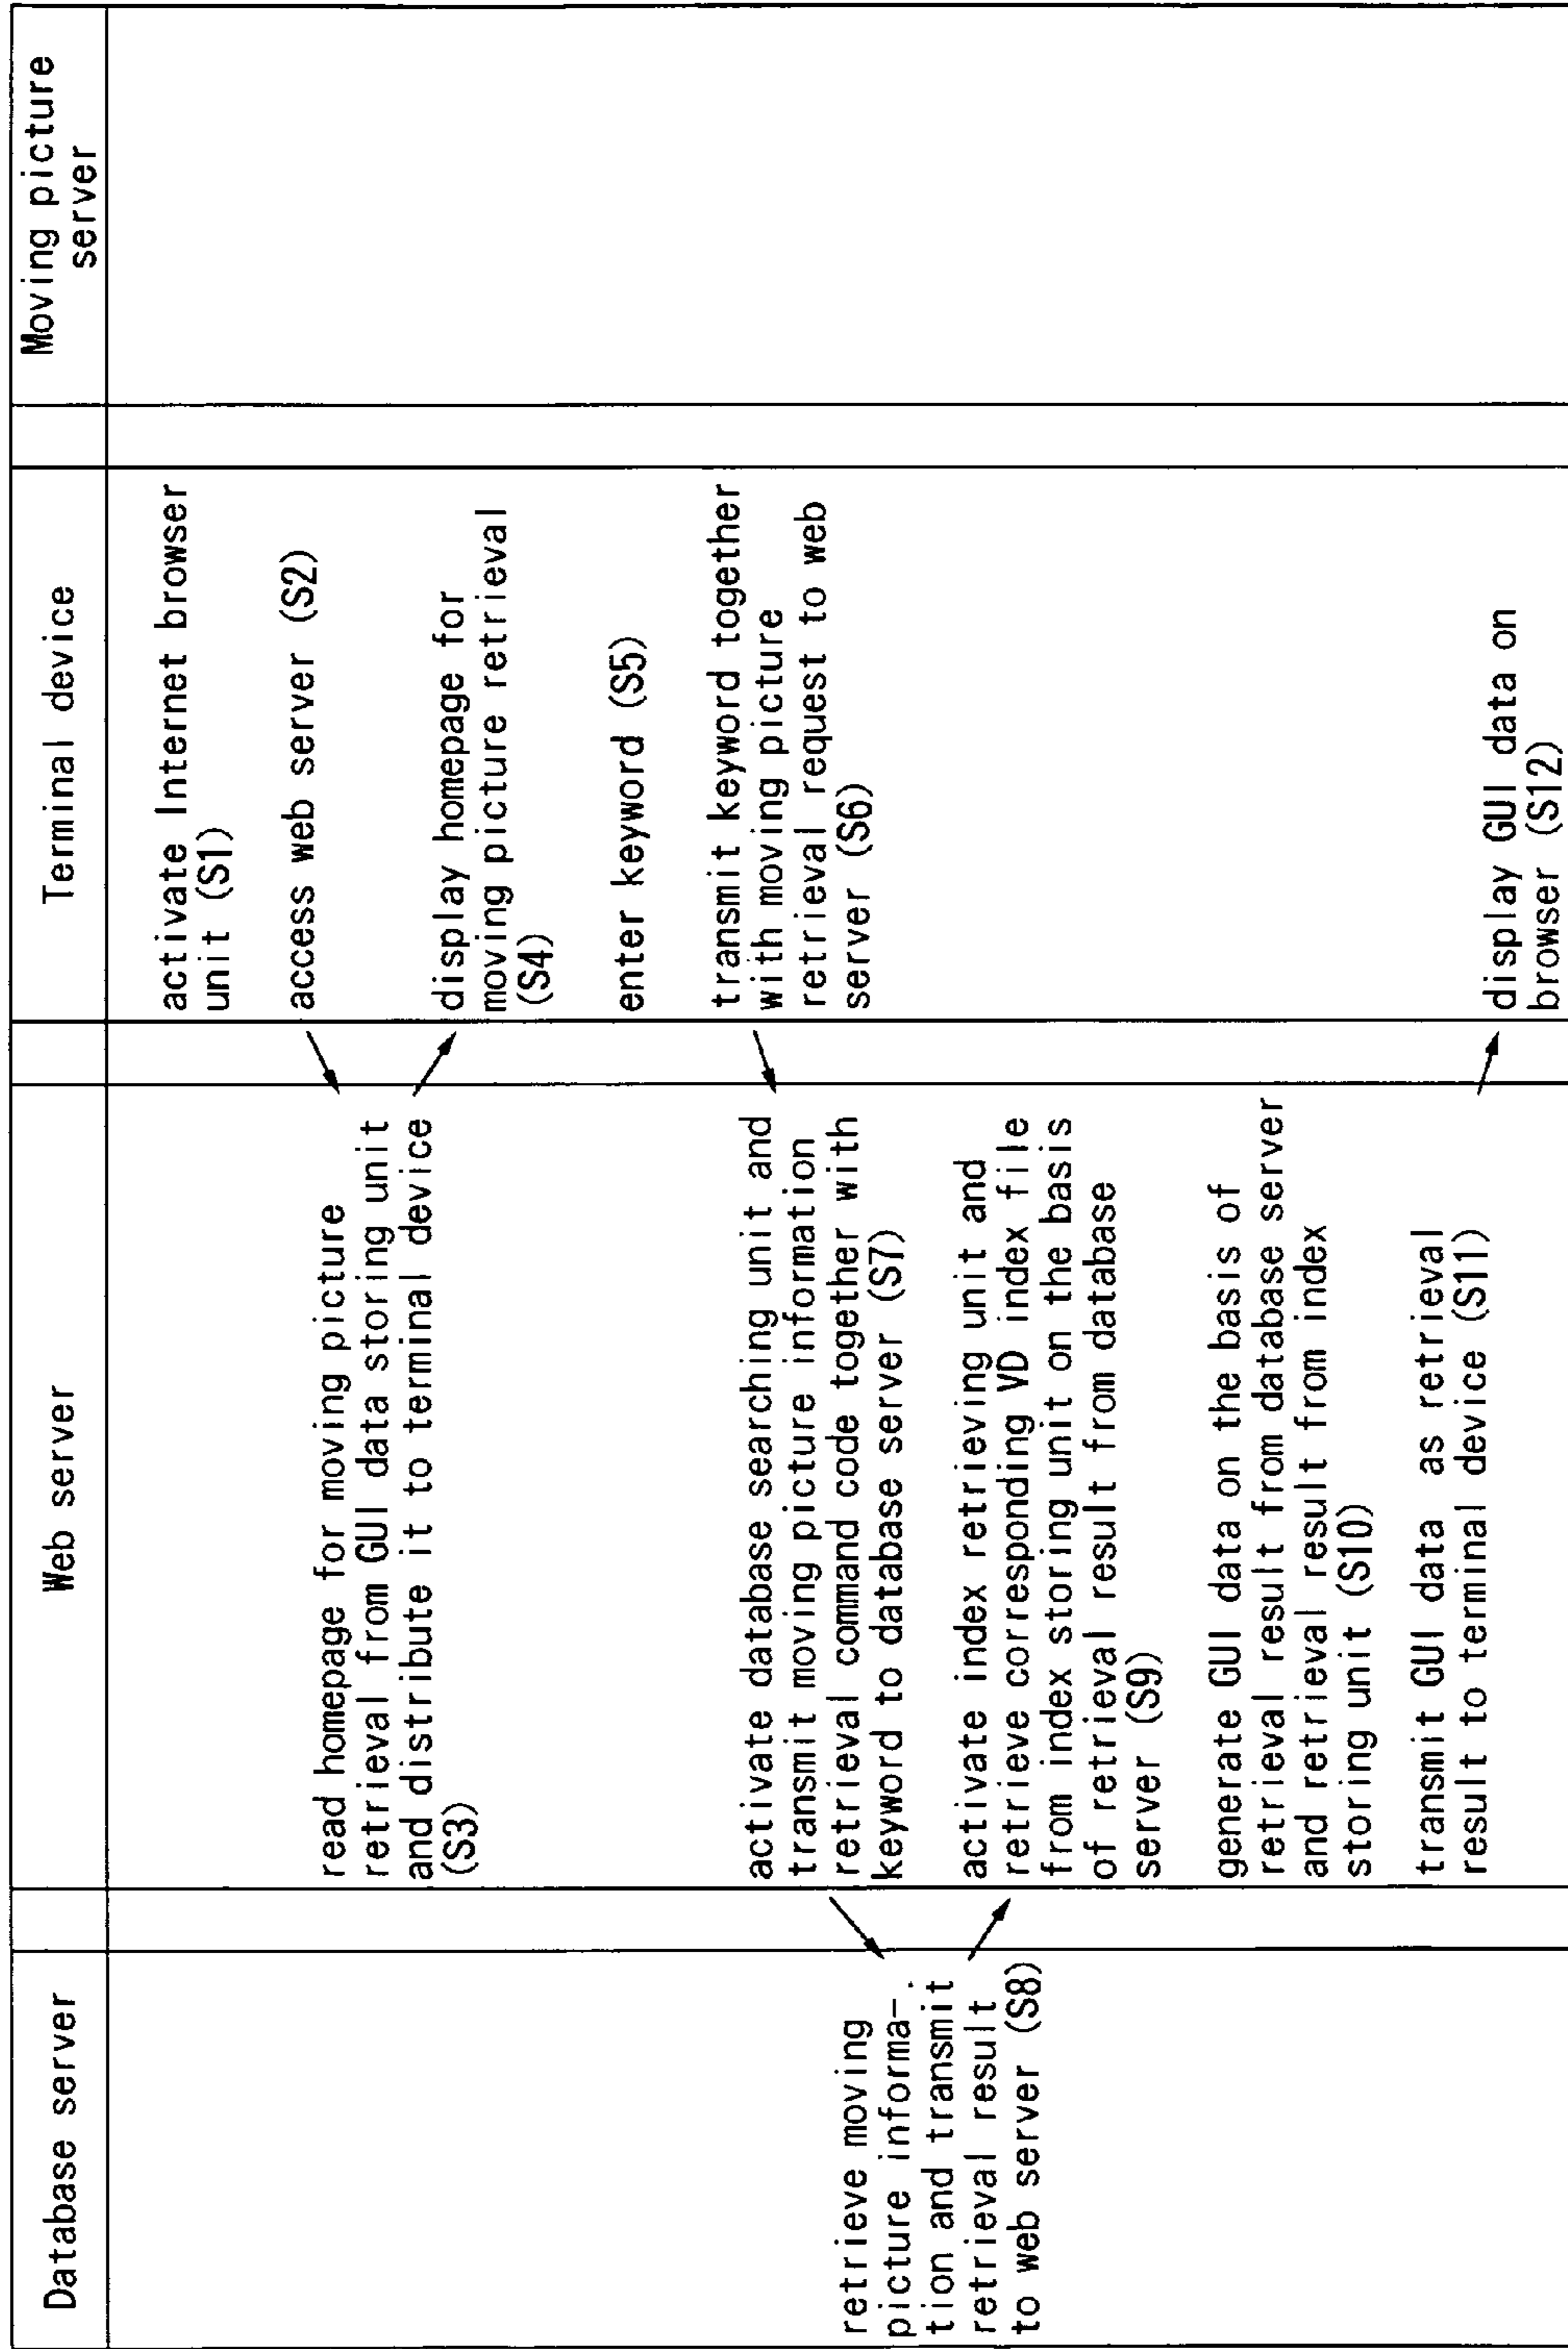 Database server
Web server
Terminal device
Moving picture
server
activate Internet browser
unit (S1)
access web server (S2)
read homepage for moving picture
retrieval from GUI data storing unit
and distribute it to terminal device
(S3)
display homepage for
moving picture retrieval
(S4)
enter keyword (S5)
transmit keyword together
with moving picture
retrieval request to web
server (S6)
activate database searching unit and
transmit moving picture information
retrieval command code together with
keyword to database server (S7)
retrieve moving
picture informa-
tion and transmit
retrieval result
to web server (S8)
activate index retrieving unit and
retrieve corresponding VD index file
from index storing unit on the basis
of retrieval result from database
server (S9)
generate GUI data on the basis of
retrieval result from database server
and retrieval result from index
storing unit (S10)
transmit GUI data as retrieval
result to terminal device (S11)
display GUI data on
browser (S12)